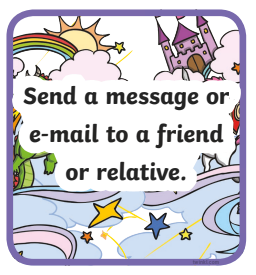 Send a message or
e-mail to a friend
or relative.